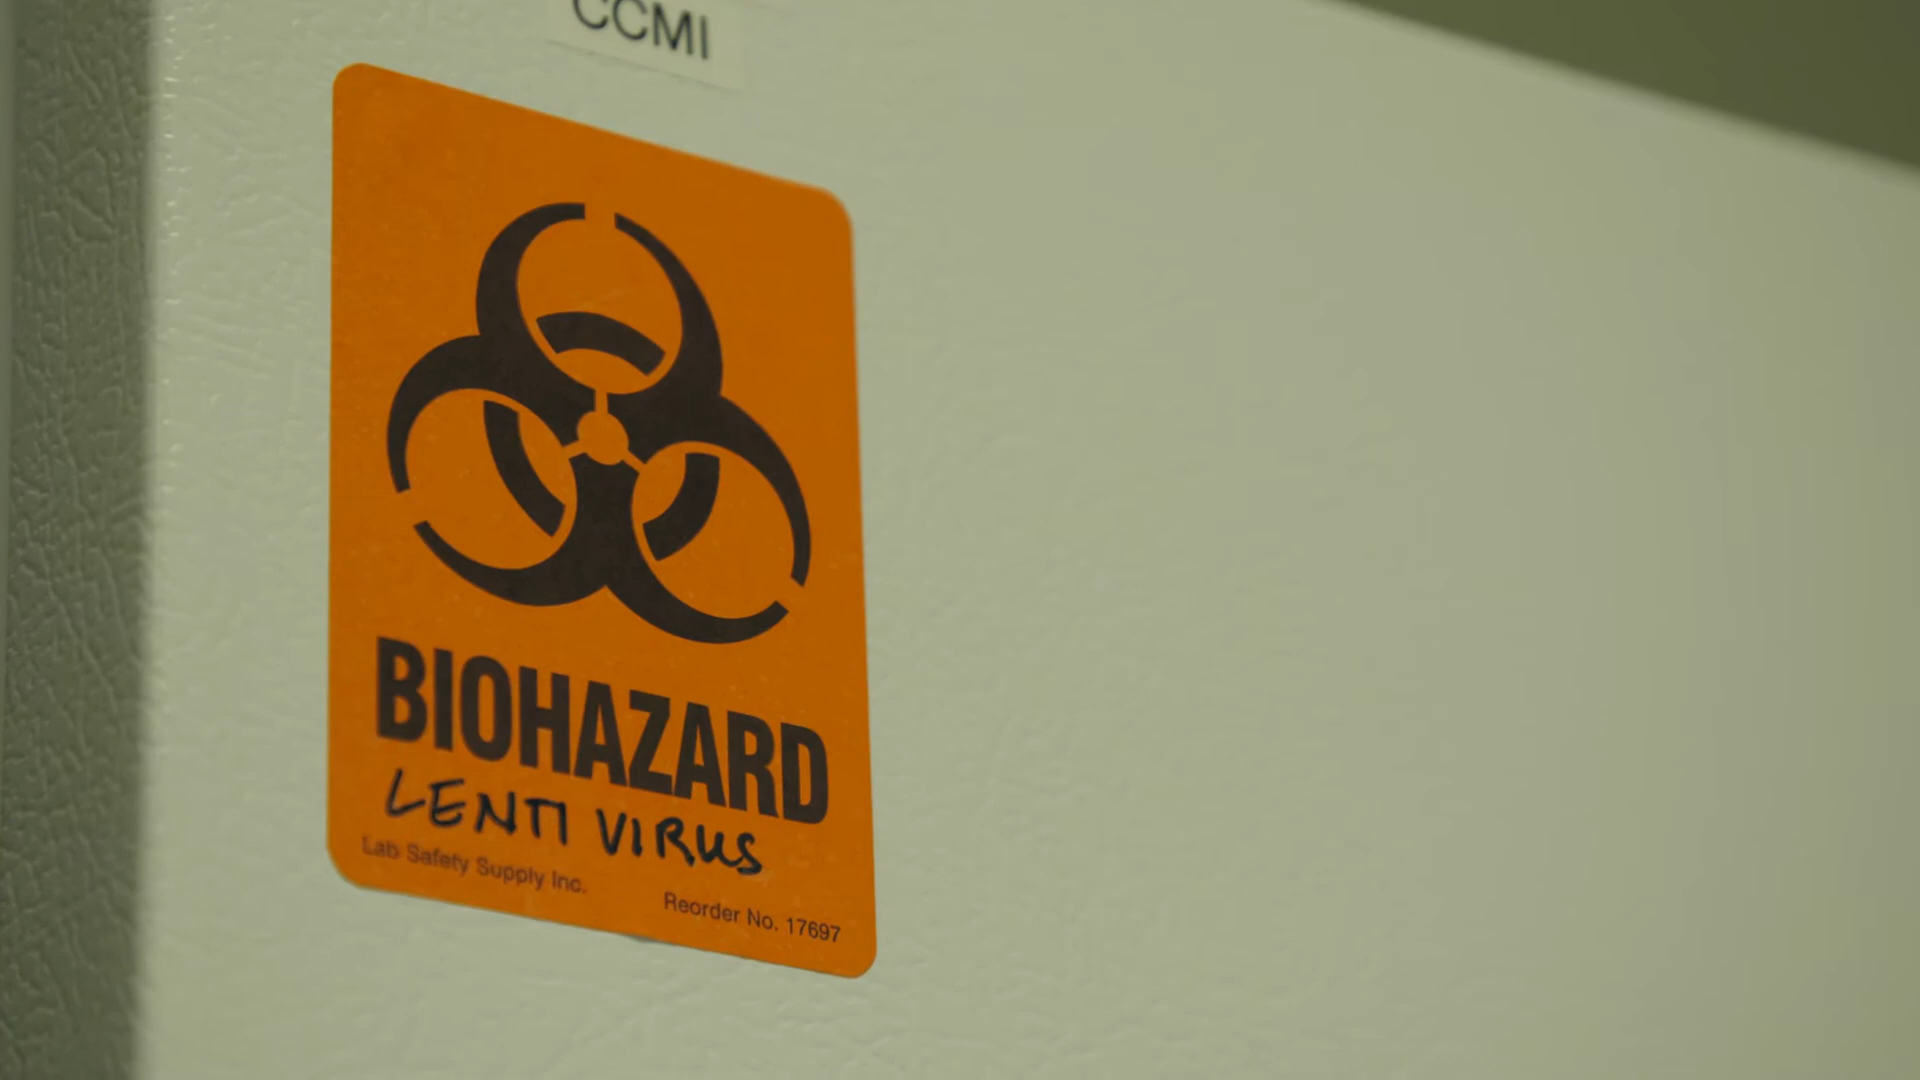 CCMI
BIOHAZARD
LENTI VIRUS
Lab Safety Supply Inc.
Reorder No. 17697